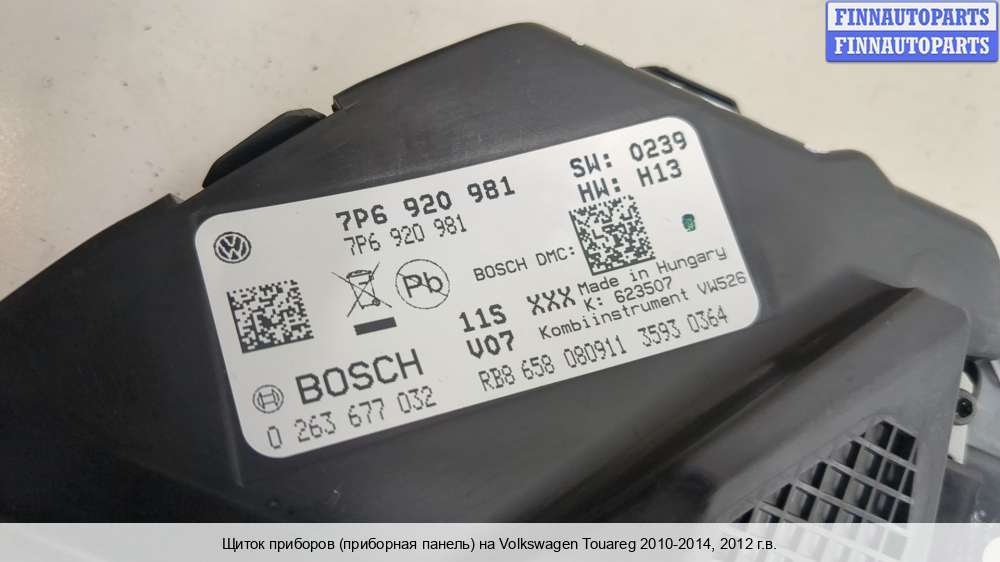 FINNAUTOPARTS
FINNAUTOPARTS
SW: 0239
HW: H13
7P6 920 981
7P6 920 981
BOSCH DMC:
Pb
11S XXX
V07
Made in Hungary
K: 623507
Kombiinstrument VW526
BOSCH
0 263 677 032
RB8 658 080911 3593 0364
Щиток приборов (приборная панель) на Volkswagen Touareg 2010-2014, 2012 г.в.